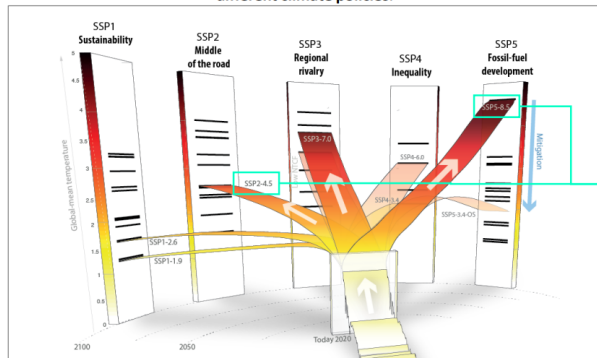 different climate policies.
SSP1
Sustainability
SSP2
Middle
of the road
SSP3
Regional
rivalry
SSP4
Inequality
SSP5
Fossil-fuel
development
Global-mean temperature
5
4.5
4
3.5
3
2.5
2
1.5
1
0.6
0
SSP5-8.5
Mitigation
SSP3-7.0
Low NTCF
SSP4-6.0
SSP2-4.5
SSP4-3.4
SSP5-3.4-OS
SSP1-2.6
SSP1-1.9
Today 2020
2050
2100